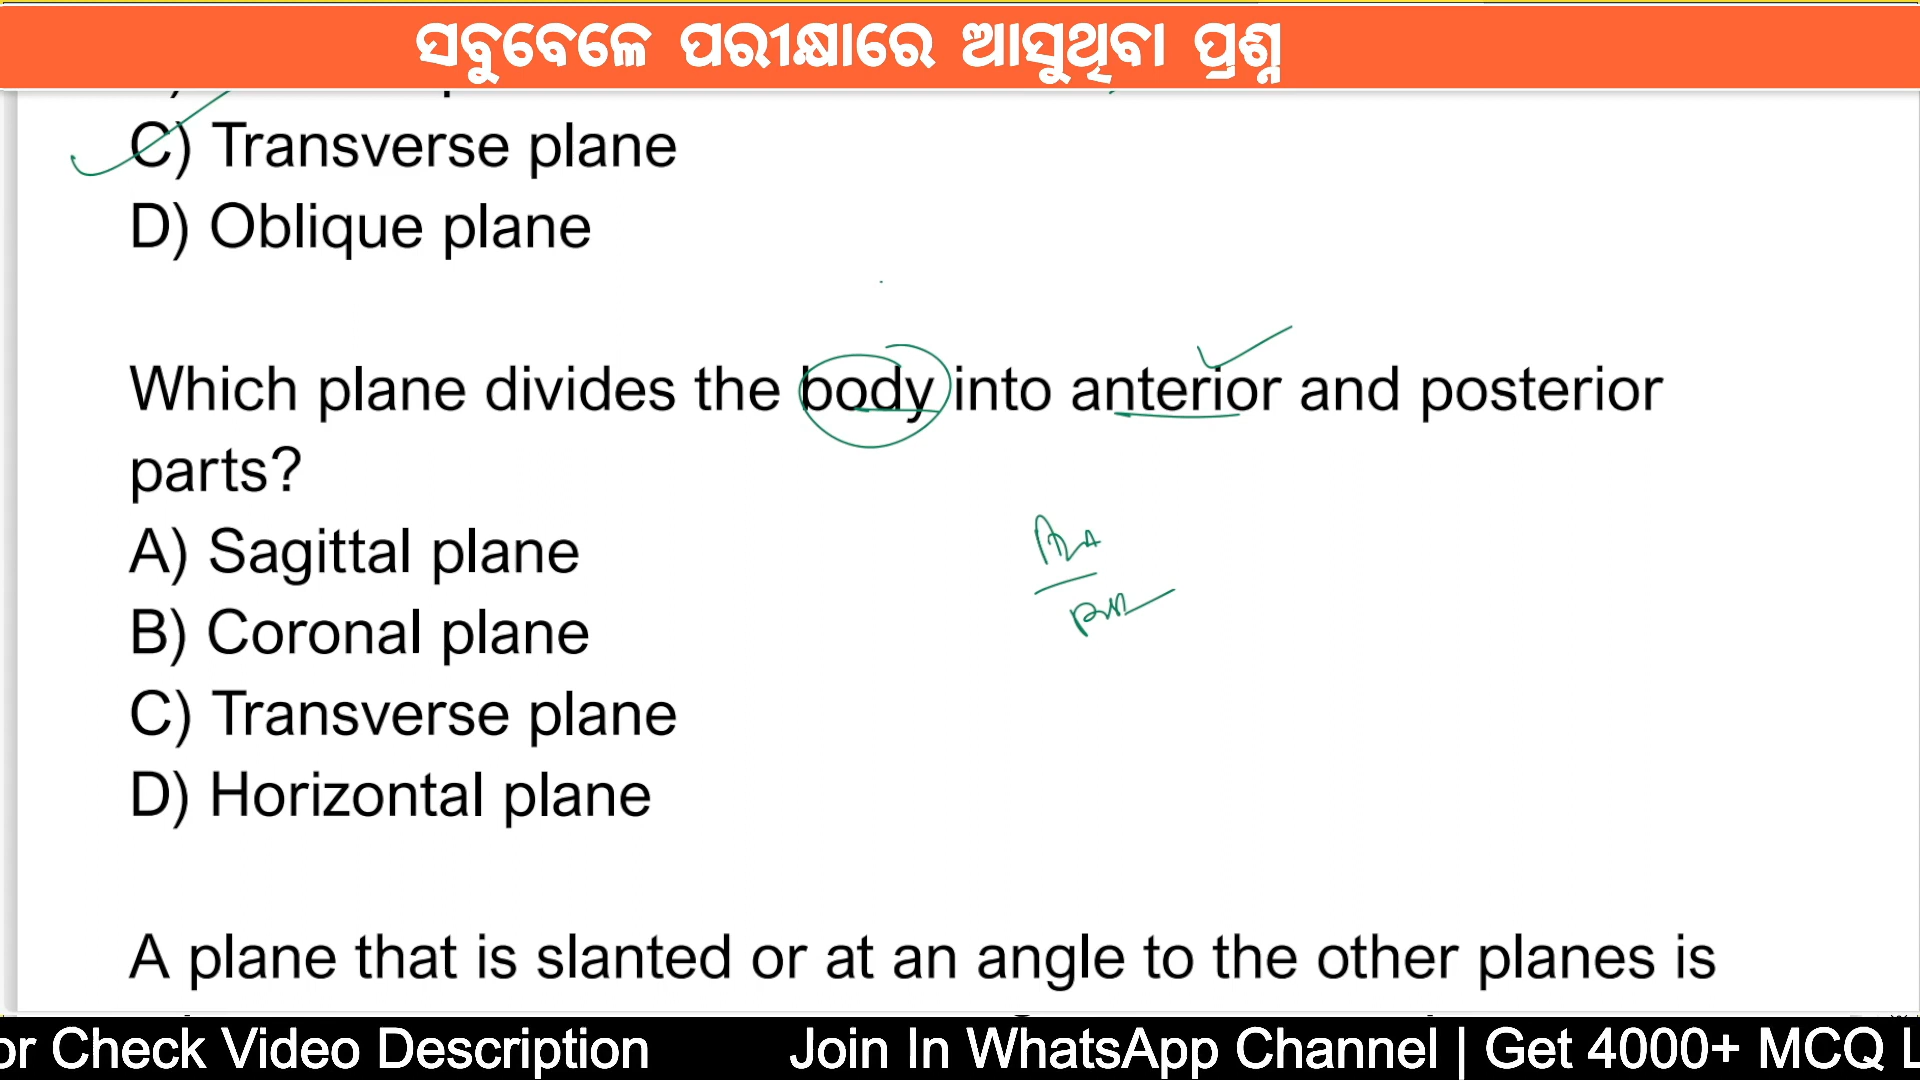 ସବୁବେଳେ ପରୀକ୍ଷାରେ ଆସୁଥିବା ପ୍ରଶ୍ନ
C) Transverse plane
D) Oblique plane
Which plane divides the body into anterior and posterior
parts?
A) Sagittal plane
B) Coronal plane
C) Transverse plane
D) Horizontal plane
A plane that is slanted or at an angle to the other planes is
or Check Video Description Join In WhatsApp Channel | Get 4000+ MCQ L